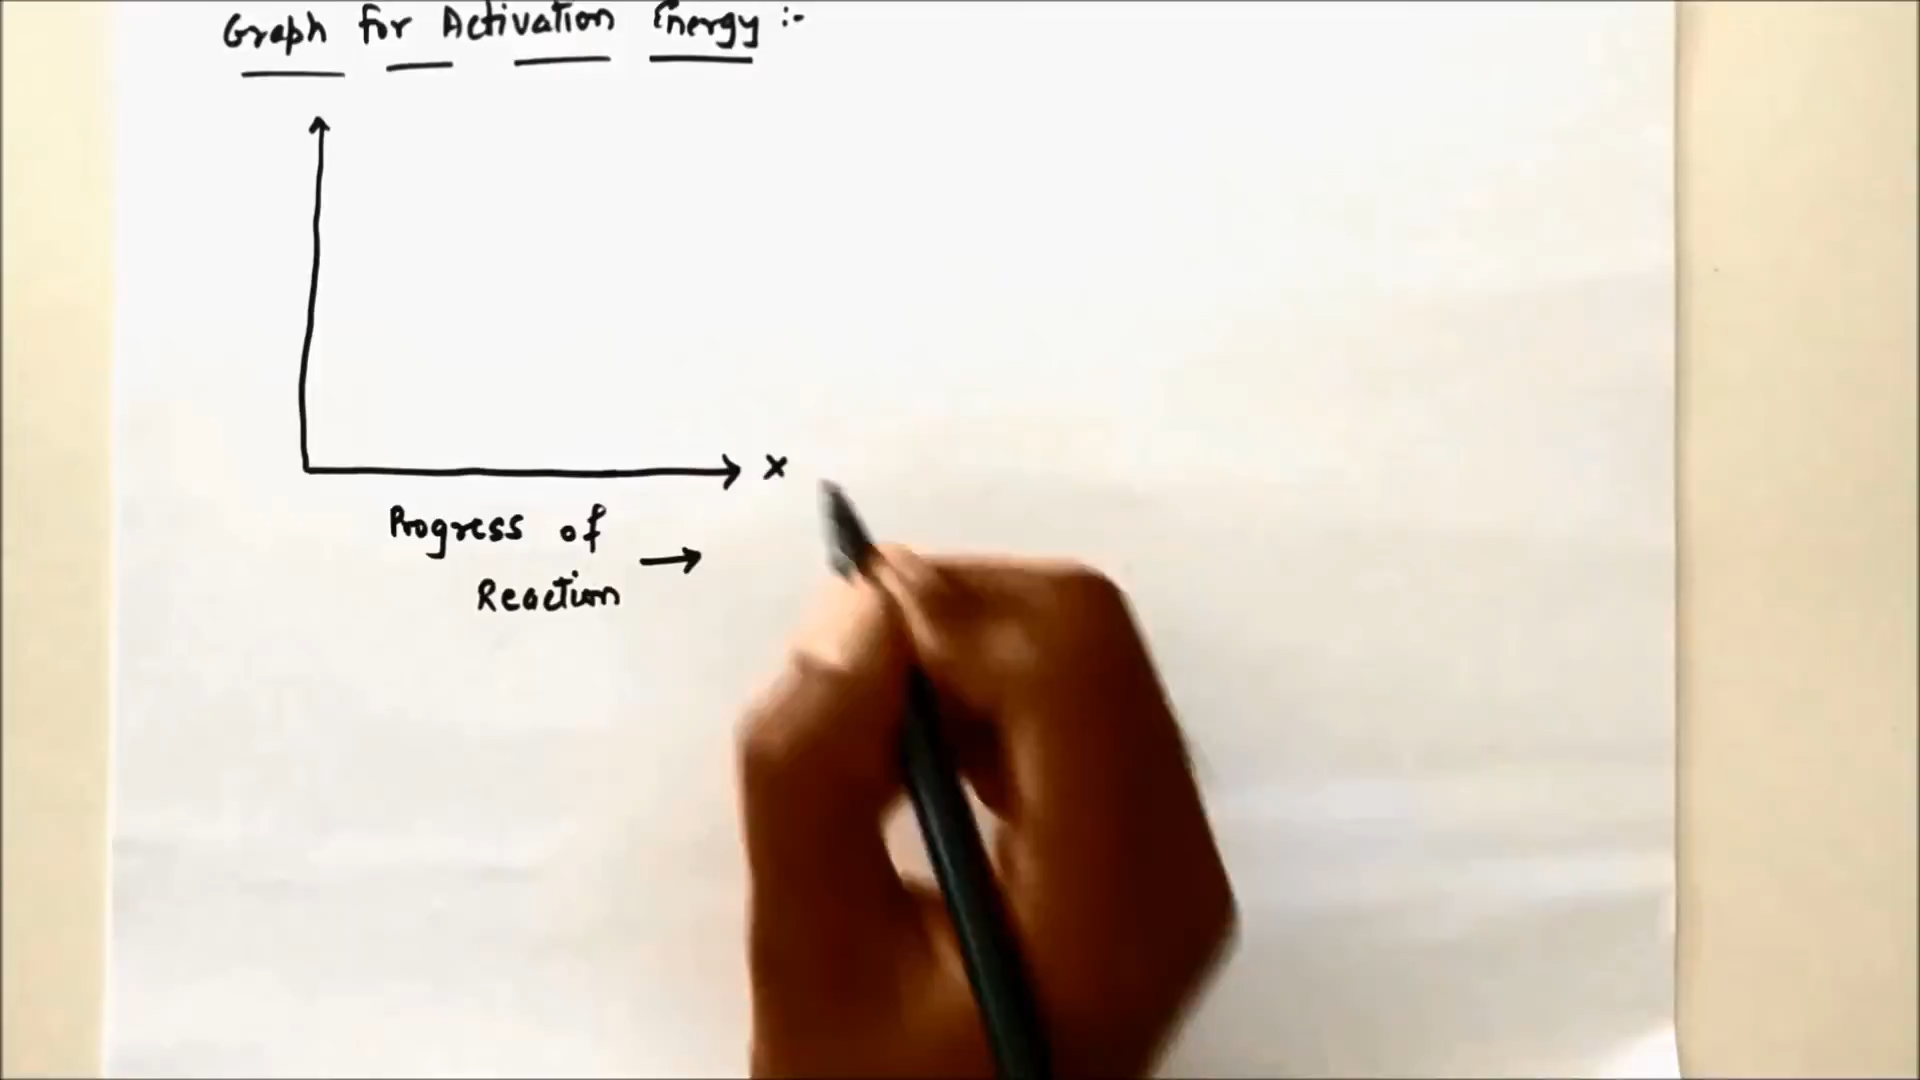 Graph for Activation Energy :-
x
Progress of
Reaction